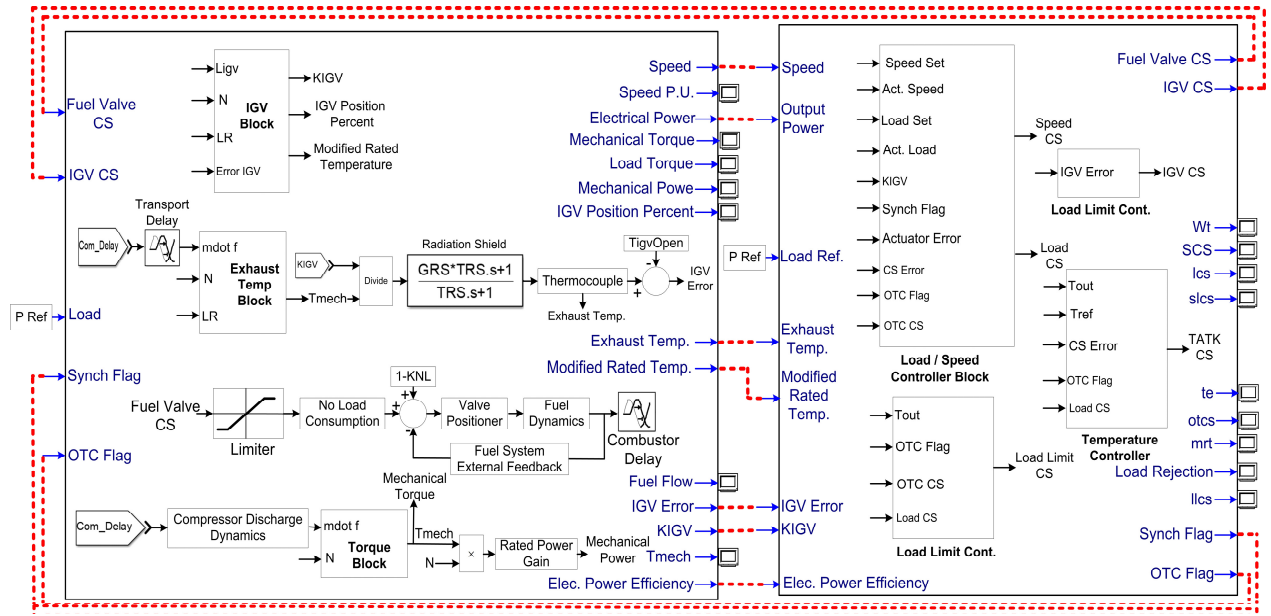 Fuel Valve
CS
IGV CS
P Ref
Load
Synch Flag
OTC Flag
Ligv
N
LR
Error IGV
IGV
Block
KIGV
IGV Position
Percent
Modified Rated
Temperature
Com_Delay
Transport
Delay
mdot f
N
LR
Exhaust
Temp
Block
Tmech
KIGV
Divide
Radiation Shield
GRS*TRS.s+1
TRS.s+1
Thermocouple
Exhaust Temp.
TigvOpen
-
+
IGV
Error
Fuel Valve
CS
Limiter
No Load
Consumption
1-KNL
+
+
-
Valve
Positioner
Fuel
Dynamics
Fuel System
External Feedback
Combustor
Delay
Com_Delay
Compressor Discharge
Dynamics
mdot f
N
Torque
Block
Mechanical
Torque
Tmech
N
×
Rated Power
Gain
Mechanical
Power
Speed
Speed P.U.
Electrical Power
Mechanical Torque
Load Torque
Mechanical Powe
IGV Position Percent
Exhaust Temp.
Modified Rated Temp.
Fuel Flow
IGV Error
KIGV
Tmech
Elec. Power Efficiency
Speed
Output
Power
P Ref
Load Ref.
Exhaust
Temp.
Modified
Rated
Temp.
IGV Error
KIGV
Elec. Power Efficiency
Speed Set
Act. Speed
Load Set
Act. Load
KIGV
Synch Flag
Actuator Error
CS Error
OTC Flag
OTC CS
Load / Speed
Controller Block
Speed
CS
Load
CS
IGV Error
IGV CS
Load Limit Cont.
Tout
Tref
CS Error
OTC Flag
Load CS
TATK
CS
Temperature
Controller
Tout
OTC Flag
OTC CS
Load CS
Load Limit
CS
Load Limit Cont.
Fuel Valve CS
IGV CS
Wt
SCS
lcs
slcs
te
otcs
mrt
Load Rejection
llcs
Synch Flag
OTC Flag